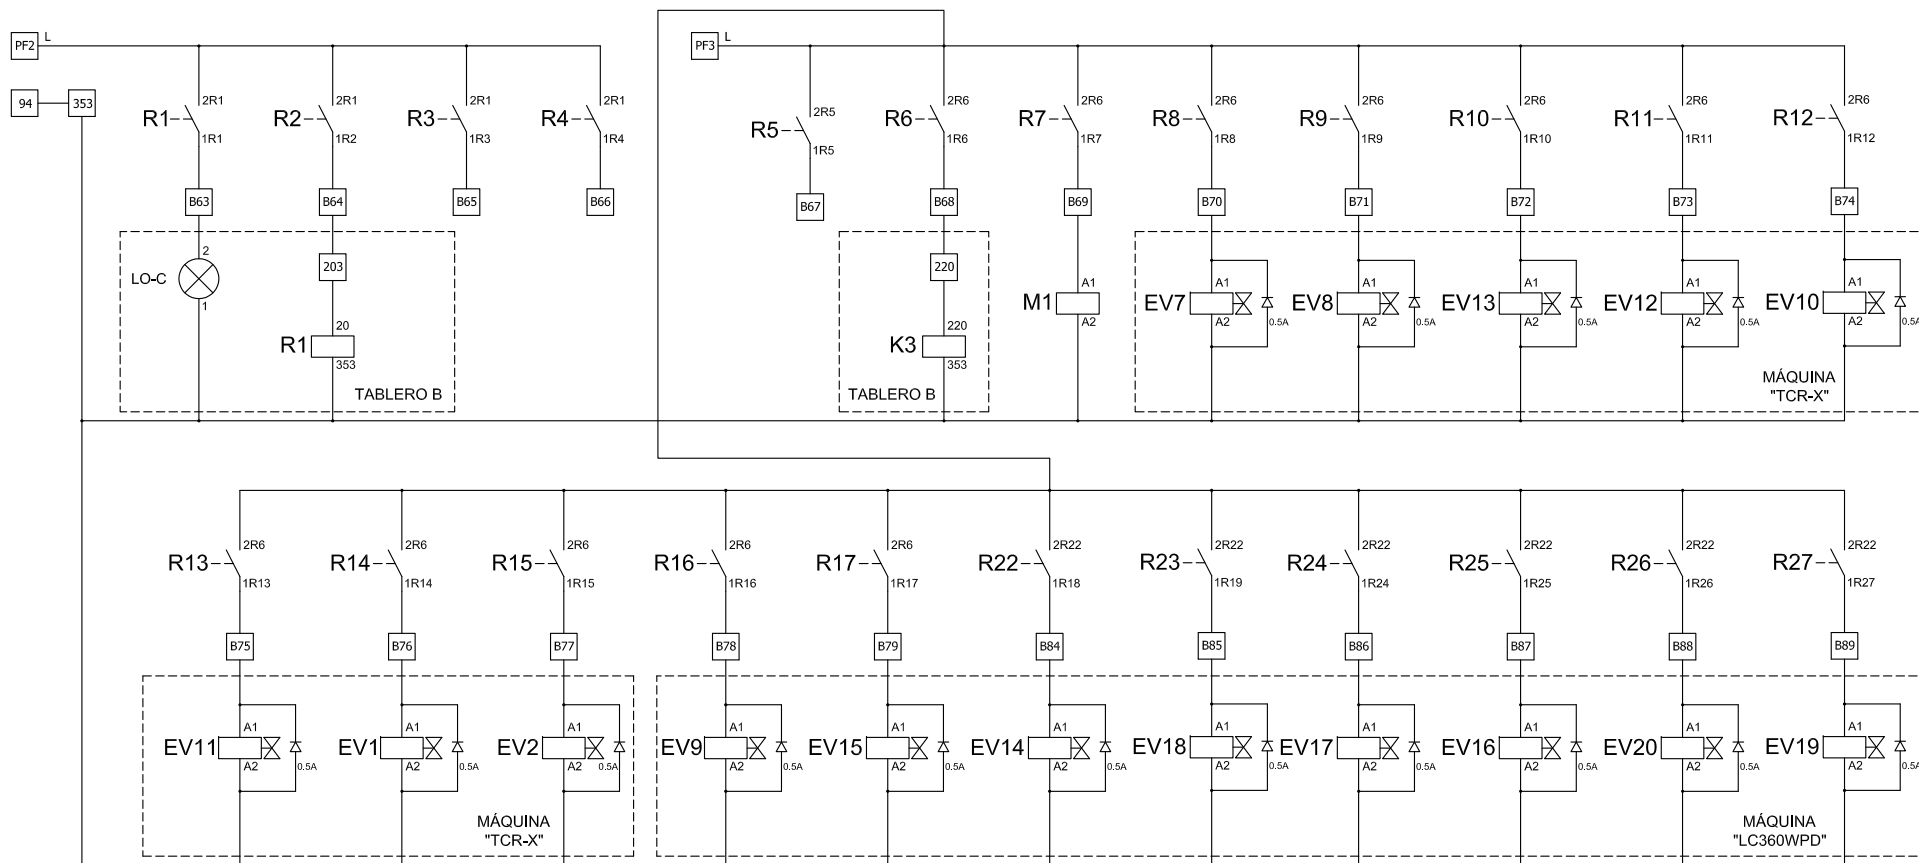 PF2 L
PF3 L
94 353
R1 2R1 1R1
R2 2R1 1R2
R3 2R1 1R3
R4 2R1 1R4
R5 2R5 1R5
R6 2R6 1R6
R7 2R6 1R7
R8 2R6 1R8
R9 2R6 1R9
R10 2R6 1R10
R11 2R6 1R11
R12 2R6 1R12
B63 B64 B65 B66 B67 B68 B69 B70 B71 B72 B73 B74
LO-C 2 1
203
R1 20 353
TABLERO B
220
K3 220 353
TABLERO B
M1 A1 A2
EV7 A1 A2 0.5A
EV8 A1 A2 0.5A
EV13 A1 A2 0.5A
EV12 A1 A2 0.5A
EV10 A1 A2 0.5A
MÁQUINA
"TCR-X"
R13 2R6 1R13
R14 2R6 1R14
R15 2R6 1R15
R16 2R6 1R16
R17 2R6 1R17
R22 2R22 1R18
R23 2R22 1R19
R24 2R22 1R24
R25 2R22 1R25
R26 2R22 1R26
R27 2R22 1R27
B75 B76 B77 B78 B79 B84 B85 B86 B87 B88 B89
EV11 A1 A2 0.5A
EV1 A1 A2 0.5A
EV2 A1 A2 0.5A
MÁQUINA
"TCR-X"
EV9 A1 A2 0.5A
EV15 A1 A2 0.5A
EV14 A1 A2 0.5A
EV18 A1 A2 0.5A
EV17 A1 A2 0.5A
EV16 A1 A2 0.5A
EV20 A1 A2 0.5A
EV19 A1 A2 0.5A
MÁQUINA
"LC360WPD"